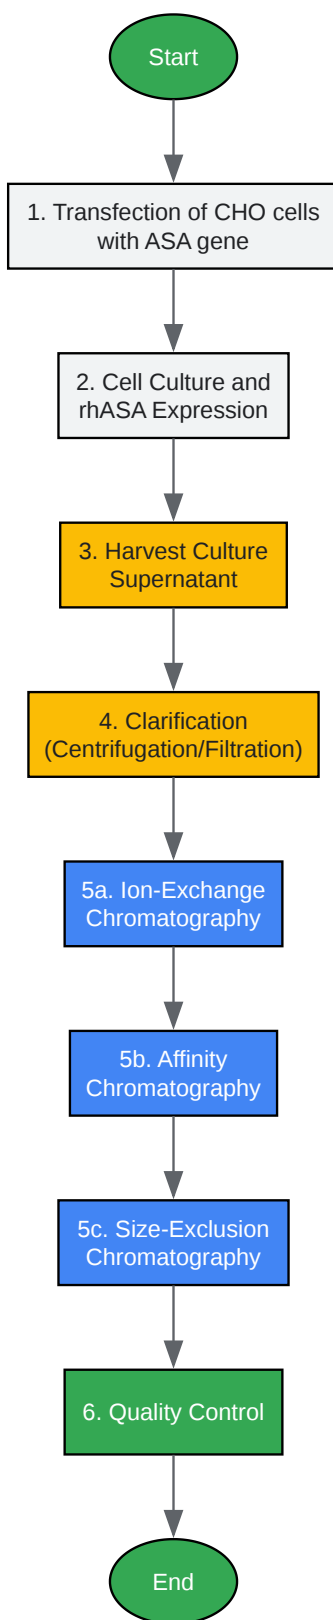 Start
1. Transfection of CHO cells
with ASA gene
2. Cell Culture and
rhASA Expression
3. Harvest Culture
Supernatant
4. Clarification
(Centrifugation/Filtration)
5a. Ion-Exchange
Chromatography
5b. Affinity
Chromatography
5c. Size-Exclusion
Chromatography
6. Quality Control
End